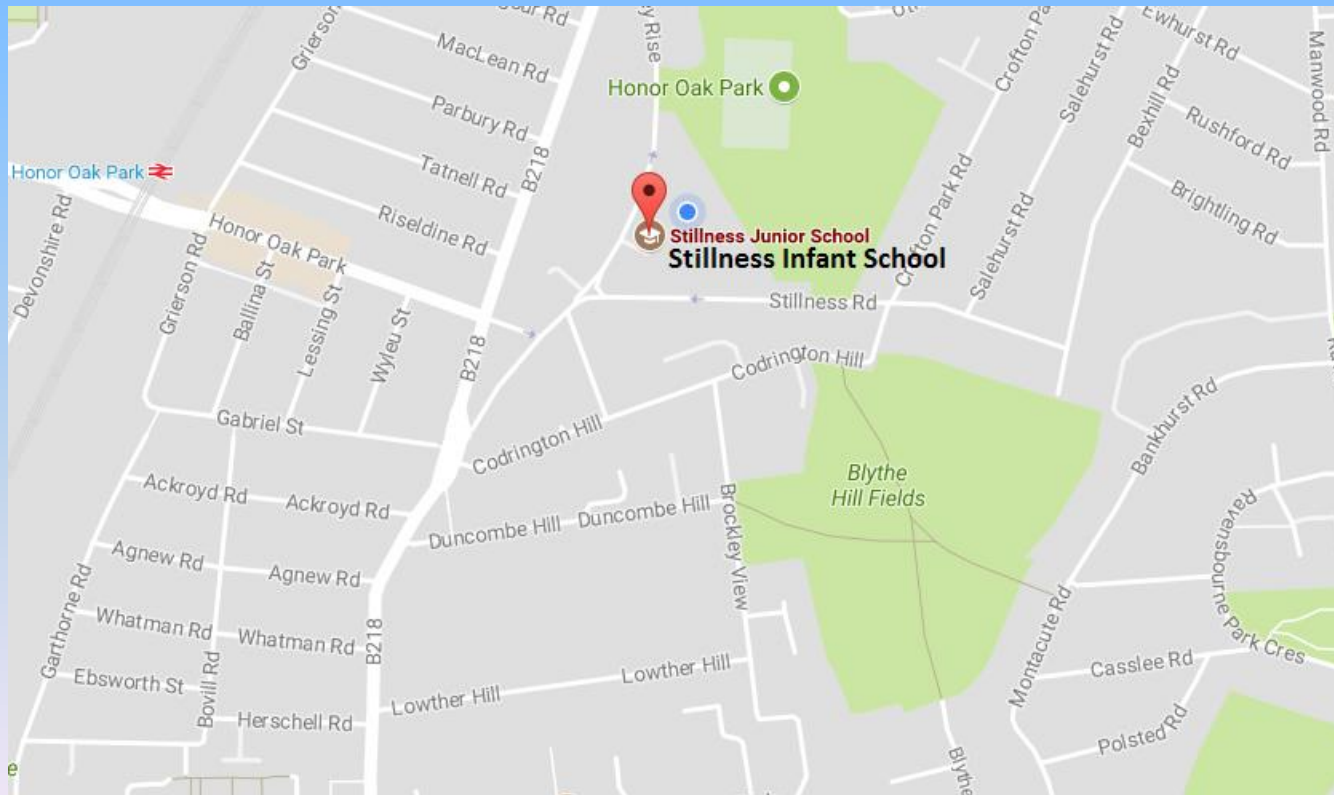 Grierson
MacLean Rd
Parbury Rd
Tatnell Rd
Riseldine Rd
B218
Honor Oak Park
Crofton Park
Salehurst Rd
Ewhurst Rd
Bexhill Rd
Rushford Rd
Manwood Rd
Brightling Rd
Honor Oak Park
Devonshire Rd
Honor Oak Park
Grierson Rd
Ballina St
Lessing St
Wyleu St
B218
Stillness Junior School
Stillness Infant School
Crofton Park Rd
Salehurst Rd
Stillness Rd
Codrington Hill
Gabriel St
Codrington Hill
Bankhurst Rd
Ackroyd Rd
Ackroyd Rd
Duncombe Hill
Duncombe Hill
Brockley View
Blythe
Hill Fields
Ravensbourne Park Cres
Agnew Rd
Agnew Rd
Garthorne Rd
Whatman Rd
Whatman Rd
B218
Montacute Rd
Casslee Rd
Ebsworth St
Bovill Rd
Herschell Rd
Lowther Hill
Lowther Hill
Polsted Rd
Blythe